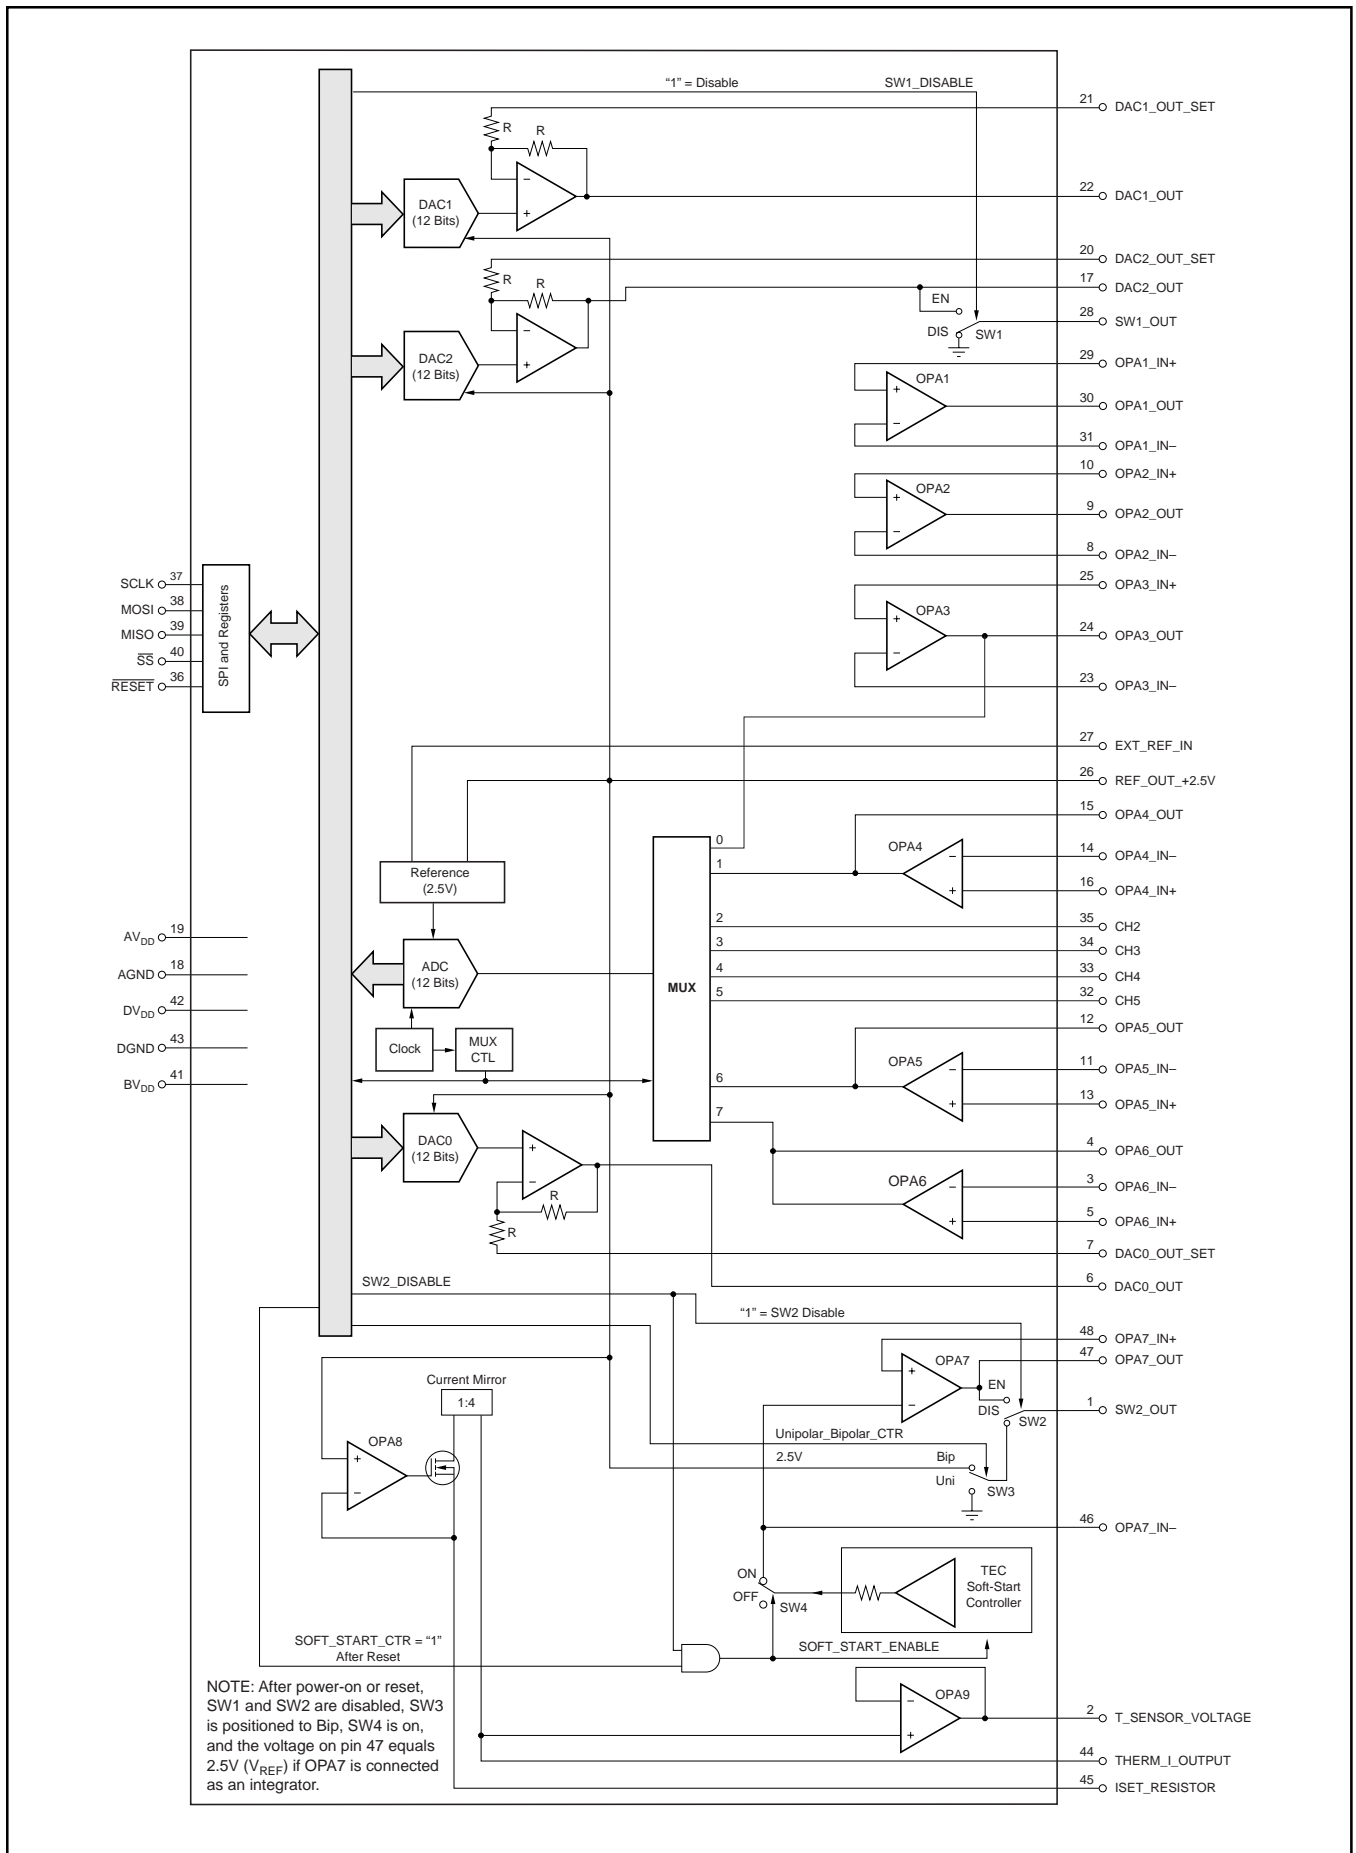 “1” = Disable
SW1_DISABLE
21
DAC1_OUT_SET
R
R
−
+
DAC1
(12 Bits)
22
DAC1_OUT
20
DAC2_OUT_SET
R
R
17
DAC2_OUT
EN
DIS
SW1
28
SW1_OUT
−
+
DAC2
(12 Bits)
29
OPA1_IN+
OPA1
+
−
30
OPA1_OUT
31
OPA1_IN−
10
OPA2_IN+
OPA2
+
−
9
OPA2_OUT
8
OPA2_IN−
SCLK
37
MOSI
38
MISO
39
SS
40
RESET
36
SPI and Registers
25
OPA3_IN+
OPA3
+
−
24
OPA3_OUT
23
OPA3_IN−
27
EXT_REF_IN
26
REF_OUT_+2.5V
15
OPA4_OUT
0
1
OPA4
−
+
14
OPA4_IN−
16
OPA4_IN+
Reference
(2.5V)
2
35
CH2
3
34
CH3
4
33
CH4
5
32
CH5
MUX
ADC
(12 Bits)
AVDD
19
AGND
18
DVDD
42
DGND
43
BVDD
41
Clock
MUX
CTL
12
OPA5_OUT
OPA5
−
+
11
OPA5_IN−
13
OPA5_IN+
6
7
DAC0
(12 Bits)
+
−
R
R
4
OPA6_OUT
OPA6
−
+
3
OPA6_IN−
5
OPA6_IN+
7
DAC0_OUT_SET
6
DAC0_OUT
SW2_DISABLE
“1” = SW2 Disable
48
OPA7_IN+
47
OPA7_OUT
OPA7
+
−
EN
DIS
SW2
1
SW2_OUT
Current Mirror
1:4
OPA8
+
−
Unipolar_Bipolar_CTR
2.5V
Bip
Uni
SW3
46
OPA7_IN−
ON
OFF
SW4
TEC
Soft-Start
Controller
SOFT_START_CTR = “1”
After Reset
SOFT_START_ENABLE
NOTE: After power-on or reset,
SW1 and SW2 are disabled, SW3
is positioned to Bip, SW4 is on,
and the voltage on pin 47 equals
2.5V (VREF) if OPA7 is connected
as an integrator.
OPA9
−
+
2
T_SENSOR_VOLTAGE
44
THERM_I_OUTPUT
45
ISET_RESISTOR